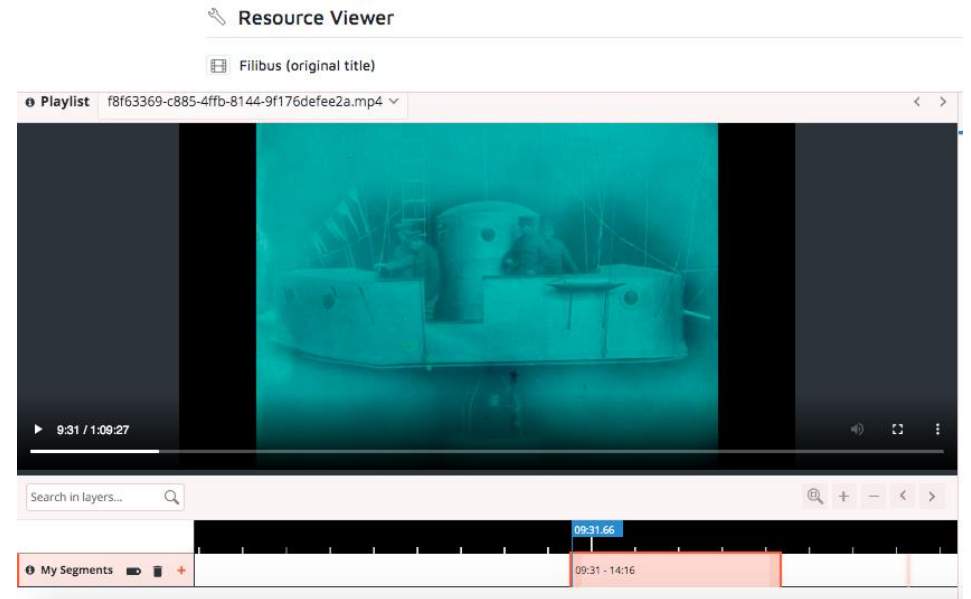 Resource Viewer
Filibus (original title)
Playlist f8f63369-c885-4ffb-8144-9f176defee2a.mp4
9:31 / 1:09:27
Search in layers...
09:31.66
My Segments
09:31 - 14:16